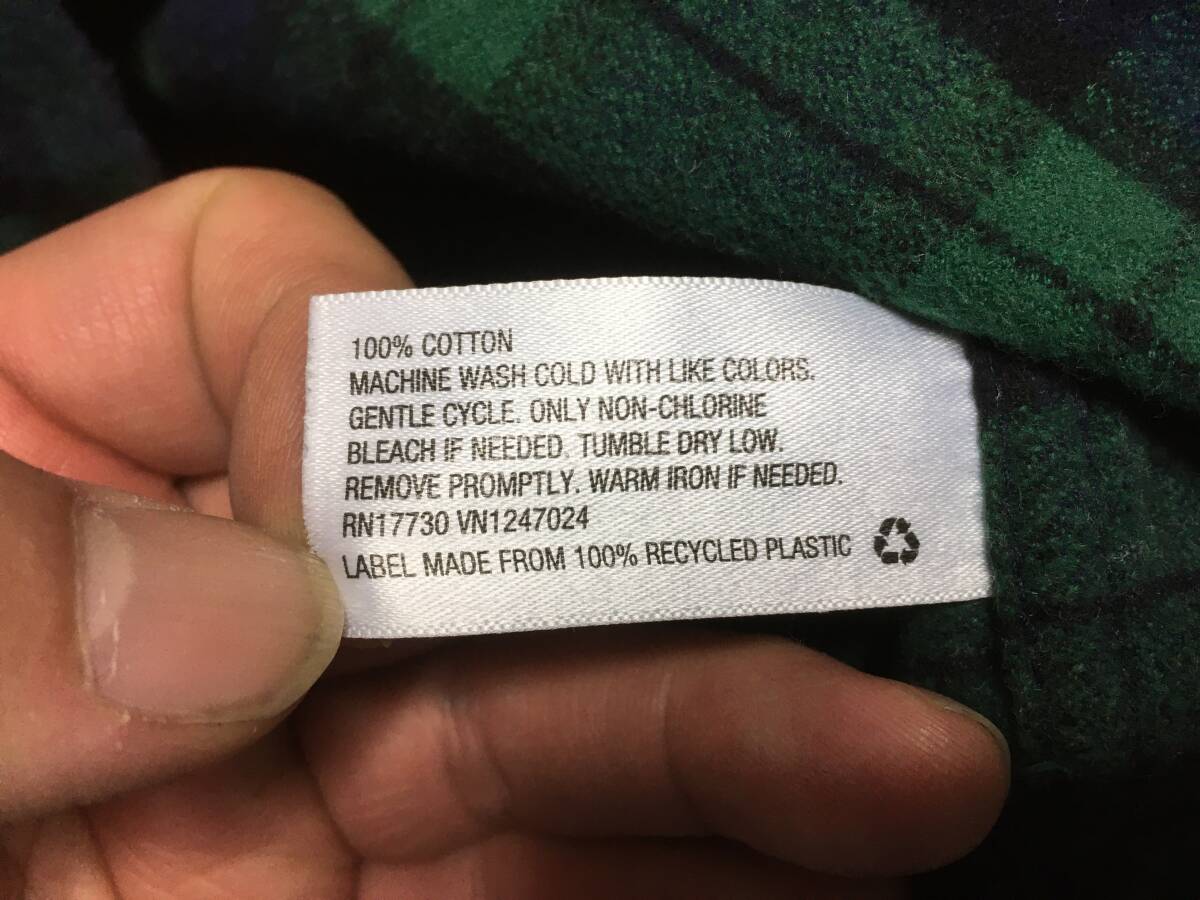 100% COTTON
MACHINE WASH COLD WITH LIKE COLORS.
GENTLE CYCLE. ONLY NON-CHLORINE
BLEACH IF NEEDED. TUMBLE DRY LOW.
REMOVE PROMPTLY. WARM IRON IF NEEDED.
RN17730 VN1247024
LABEL MADE FROM 100% RECYCLED PLASTIC